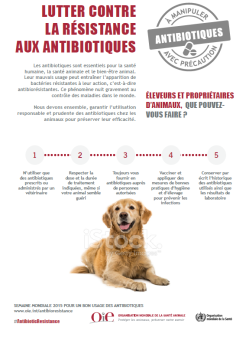 LUTTER CONTRE
LA RÉSISTANCE
AUX ANTIBIOTIQUES
À MANIPULER
ANTIBIOTIQUES
AVEC PRÉCAUTION
Les antibiotiques sont essentiels pour la santé
humaine, la santé animale et le bien-être animal.
Leur mauvais usage peut entraîner l'apparition de
bactéries résistantes à leur action, c'est-à-dire
antibiorésistantes. Ce phénomène nuit gravement au
contrôle des maladies dans le monde.
Nous devons ensemble, garantir l'utilisation
responsable et prudente des antibiotiques chez les
animaux pour préserver leur efficacité.
ÉLEVEURS ET PROPRIÉTAIRES
D'ANIMAUX, QUE POUVEZ-
VOUS FAIRE ?
1
2
3
4
5
N'utiliser que
des antibiotiques
prescrits ou
administrés par un
vétérinaire
Respecter la
dose et la durée
de traitement
indiquées, même si
votre animal semble
guéri
Toujours vous
fournir en
antibiotiques auprès
de personnes
autorisées
Vacciner et
appliquer des
mesures de bonnes
pratiques d'hygiène
et d'élevage
pour prévenir les
infections
Conserver par
écrit l'historique
des antibiotiques
utilisés ainsi que
les résultats de
laboratoire
SEMAINE MONDIALE 2015 POUR UN BON USAGE DES ANTIBIOTIQUES
www.oie.int/antibiorésistance
#AntibioticResistance
Oie
ORGANISATION MONDIALE DE LA SANTÉ ANIMALE
Organisation
mondiale de la Santé